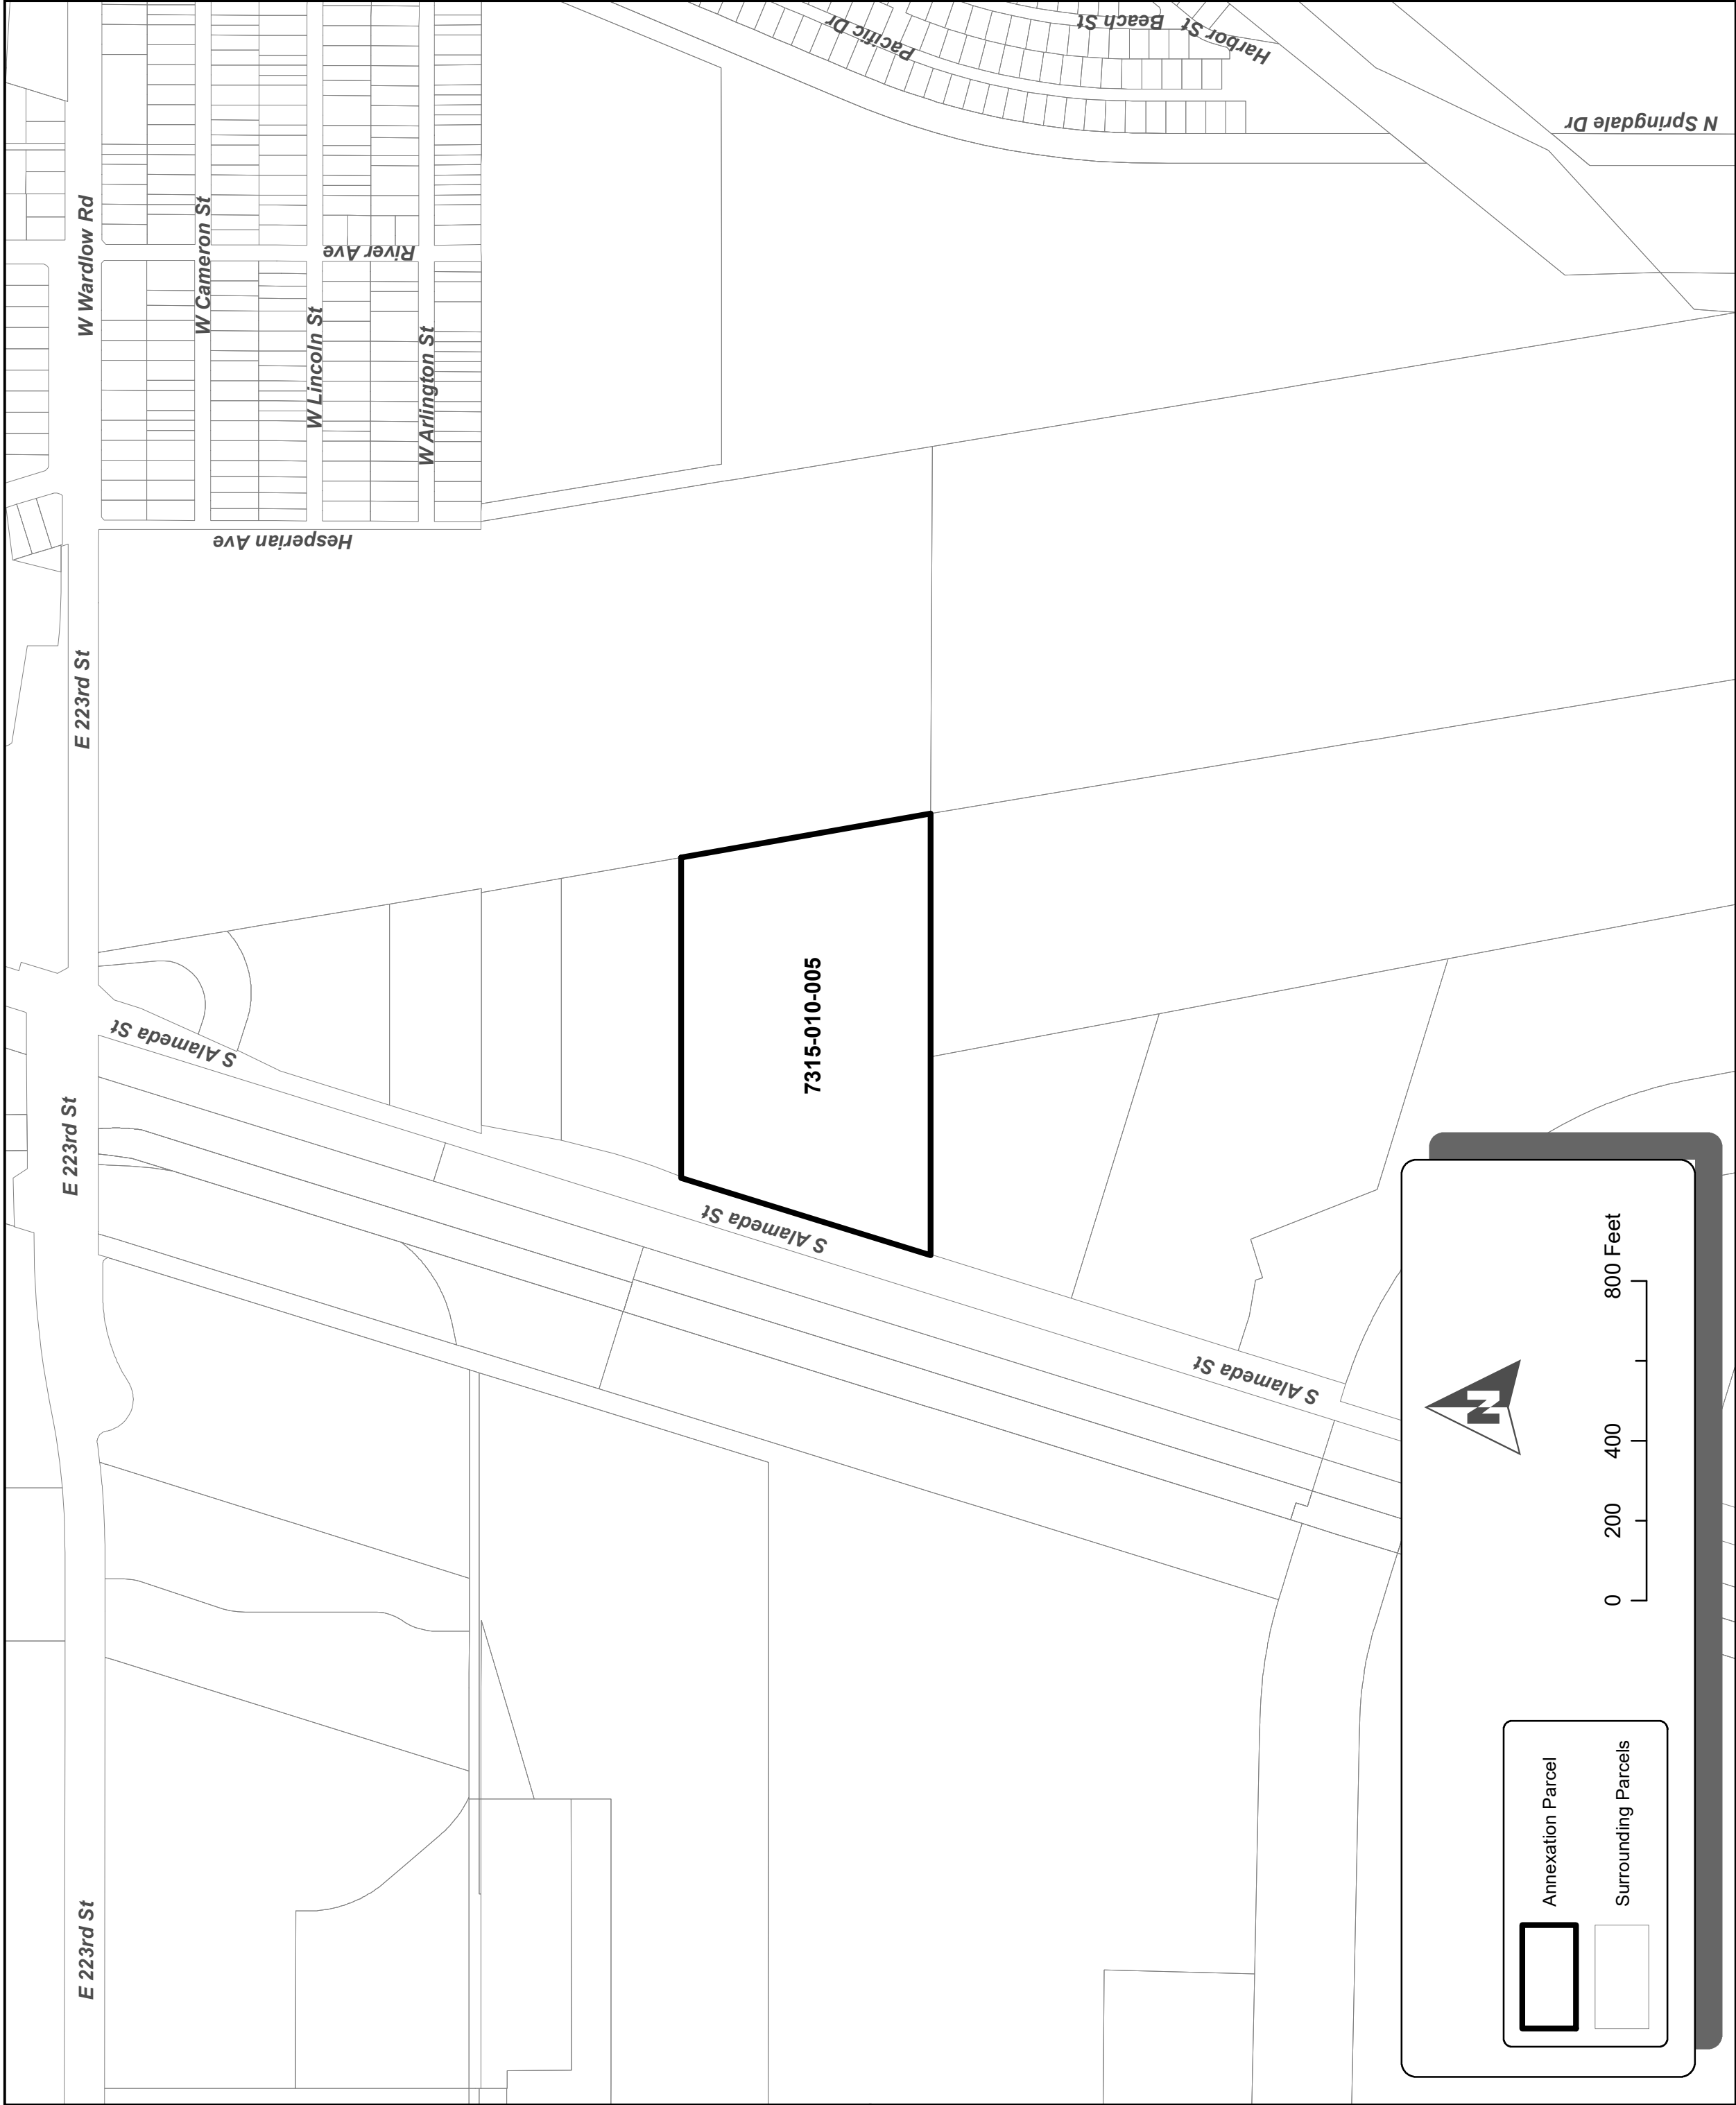 E 223rd St
E 223rd St
E 223rd St
W Wardlow Rd
S Alameda St
W Cameron St
Hesperian Ave
W Lincoln St
River Ave
W Arlington St
S Alameda St
7315-010-005
Pacific Dr
Beach St
Harbor St
S Alameda St
N Springdale Dr
N
Annexation Parcel
Surrounding Parcels
0 200 400 800 Feet